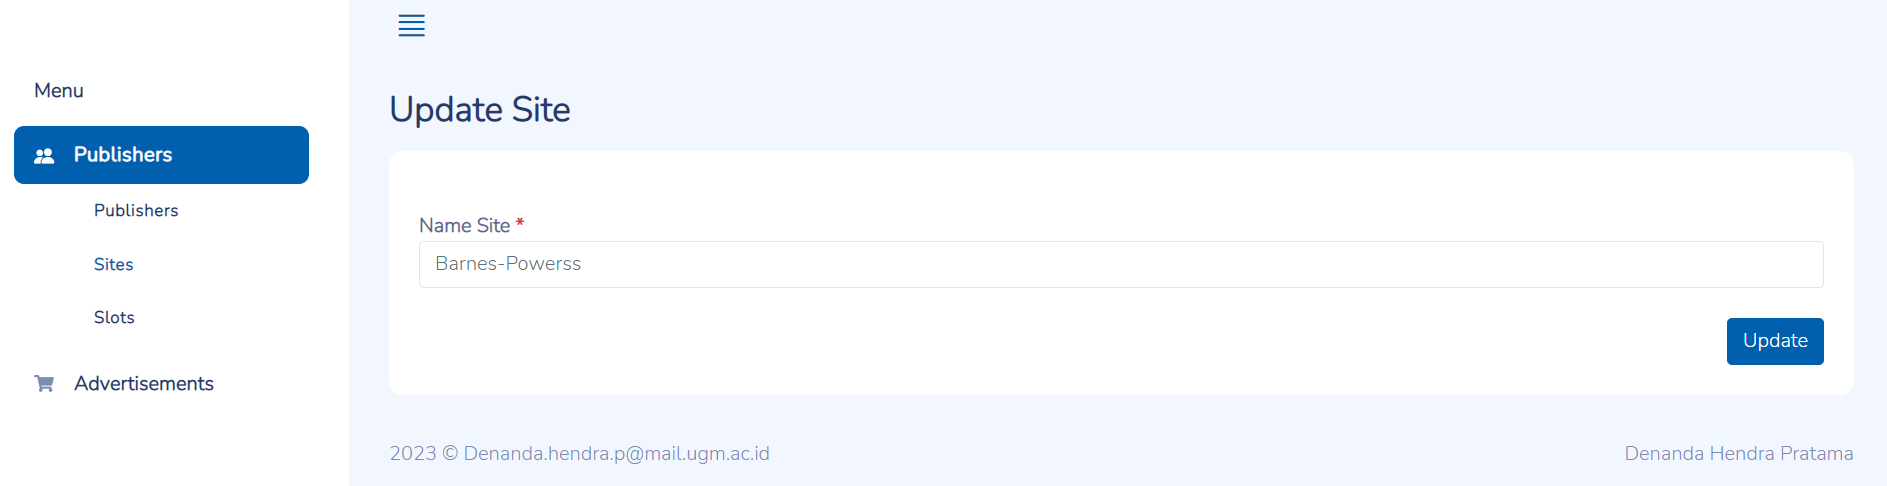 Menu
Publishers
Publishers
Sites
Slots
Advertisements
Update Site
Name Site *
Barnes-Powerss
Update
2023 © Denanda.hendra.p@mail.ugm.ac.id
Denanda Hendra Pratama